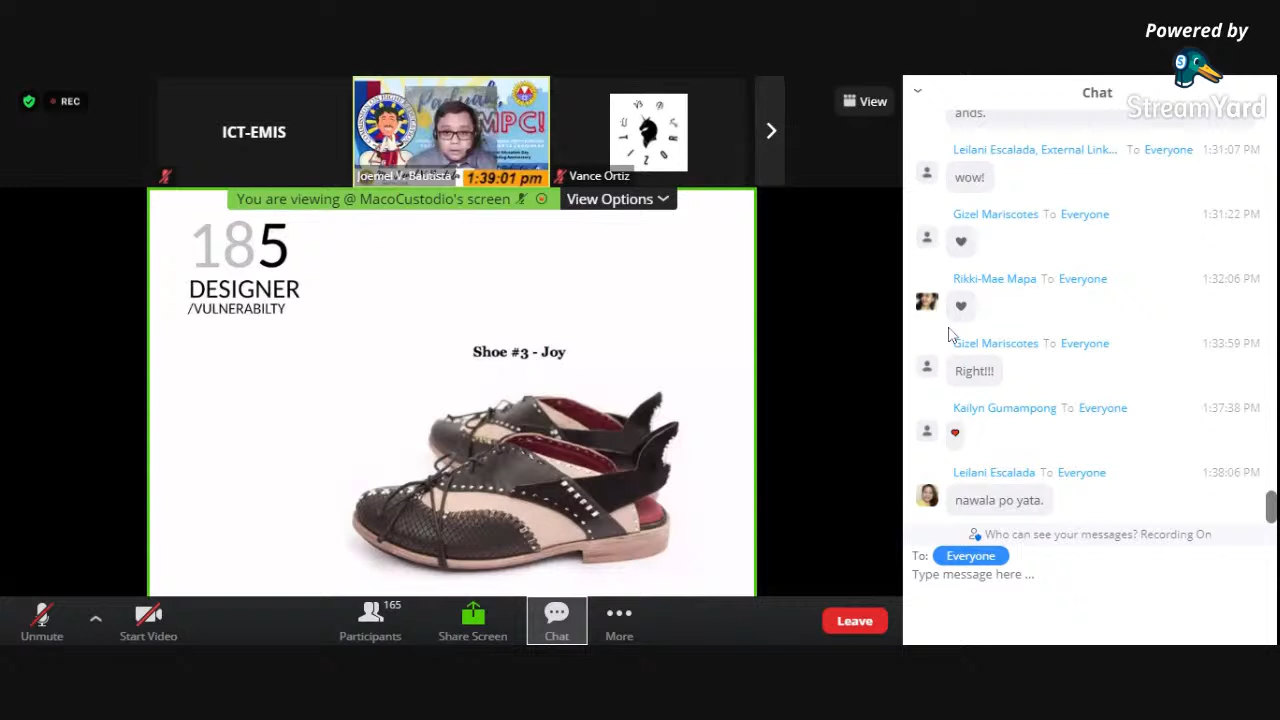 Powered by
StreamYard
REC
ICT-EMIS
MPC!
Joemel V. Bautista
1:39:01 pm
Vance Ortiz
View
You are viewing @ MacoCustodio's screen
View Options
185
DESIGNER
/VULNERABILTY
Shoe #3 - Joy
Unmute
Start Video
165
Participants
Share Screen
Chat
More
Leave
Chat
ands.
Leilani Escalada, External Link... To Everyone 1:31:07 PM
wow!
Gizel Mariscotes To Everyone 1:31:22 PM
Rikki-Mae Mapa To Everyone 1:32:06 PM
Gizel Mariscotes To Everyone 1:33:59 PM
Right!!!
Kailyn Gumampong To Everyone 1:37:38 PM
Leilani Escalada To Everyone 1:38:06 PM
nawala po yata.
Who can see your messages? Recording On
To: Everyone
Type message here ...